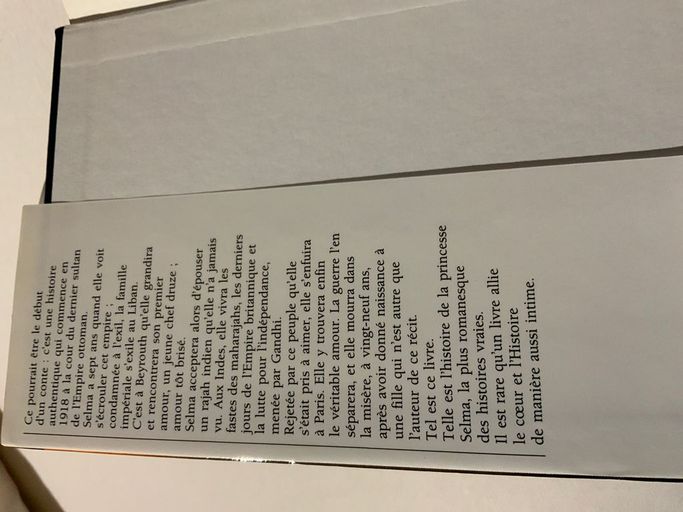 Ce pourrait être le début
d'un conte : c'est une histoire
authentique qui commence en
1918 à la cour du dernier sultan
de l'Empire ottoman.
Selma a sept ans quand elle voit
s'écrouler cet empire ;
condamnée à l'exil, la famille
impériale s'exile au Liban.
C'est à Beyrouth qu'elle grandira
et rencontrera son premier
amour, un jeune chef druze ;
amour tôt brisé.
Selma acceptera alors d'épouser
un rajah indien qu'elle n'a jamais
vu. Aux Indes, elle vivra les
fastes des maharajahs, les derniers
jours de l'Empire britannique et
la lutte pour l'indépendance,
menée par Gandhi.
Rejetée par ce peuple qu'elle
s'était pris à aimer, elle s'enfuira
à Paris. Elle y trouvera enfin
le véritable amour. La guerre l'en
séparera, et elle mourra dans
la misère, à vingt-neuf ans,
après avoir donné naissance à
une fille qui n'est autre que
l'auteur de ce récit.
Tel est ce livre.
Telle est l'histoire de la princesse
Selma, la plus romanesque
des histoires vraies.
Il est rare qu'un livre allie
le cœur et l'Histoire
de manière aussi intime.